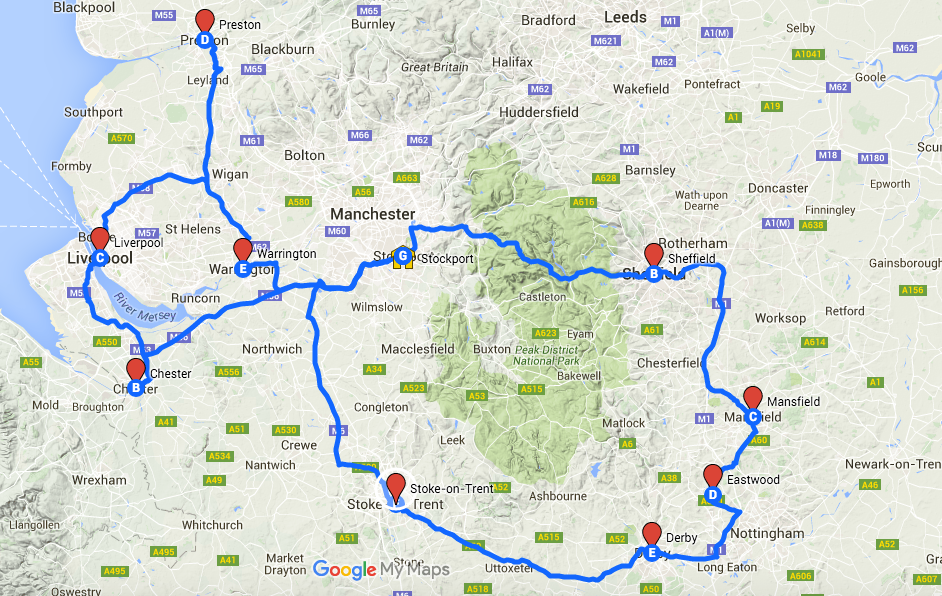 Blackpool
M55
Preston
D
Preston
M65
Burnley
Bradford
Leeds
M1
A1(M)
Selby
M621
Blackburn
Halifax
M62
A1041
M62
Great Britain
Leyland
M65
Wakefield
Pontefract
M62
Goole
M62
Southport
A19
Huddersfield
A1
A570
M61
M66
M62
M1
Bolton
M18
M180
Formby
Wigan
A663
A628
Barnsley
M58
A56
Doncaster
Epworth
A580
A616
Wath upon
Dearne
Finningley
Manchester
A1(M)
A638
M57
St Helens
M60
Liverpool
Rotherham
M62
Warrington
Liverpool
C
G
Stockport
Sheffield
Gainsborough
Warrington
E
B
Sheffield
Runcorn
A156
River Mersey
Castleton
M1
Wilmslow
Retford
Worksop
A550
A623
Eyam
A61
A614
M53
Northwich
Macclesfield
Buxton
Peak District
National Park
A55
Chesterfield
A556
A34
Bakewell
Chester
B
Chester
A523
A53
A515
A1
Mansfield
Mold
Broughton
Congleton
M1
C
Mansfield
A41
A51
A530
M6
Matlock
Crewe
Leek
A6
A60
A534
Nantwich
Newark-on-Tren
Wrexham
A49
A38
Eastwood
A46
Stoke-on-Trent
A52
Ashbourne
D
Stoke
Trent
Llangollen
Whitchurch
Derby
Nottingham
A51
A515
A52
E
A495
A41
M1
A52
Market
Drayton
Stone
Uttoxeter
Long Eaton
A495
Google My Maps
A606
A607
Oswestry
M6
A518
A50